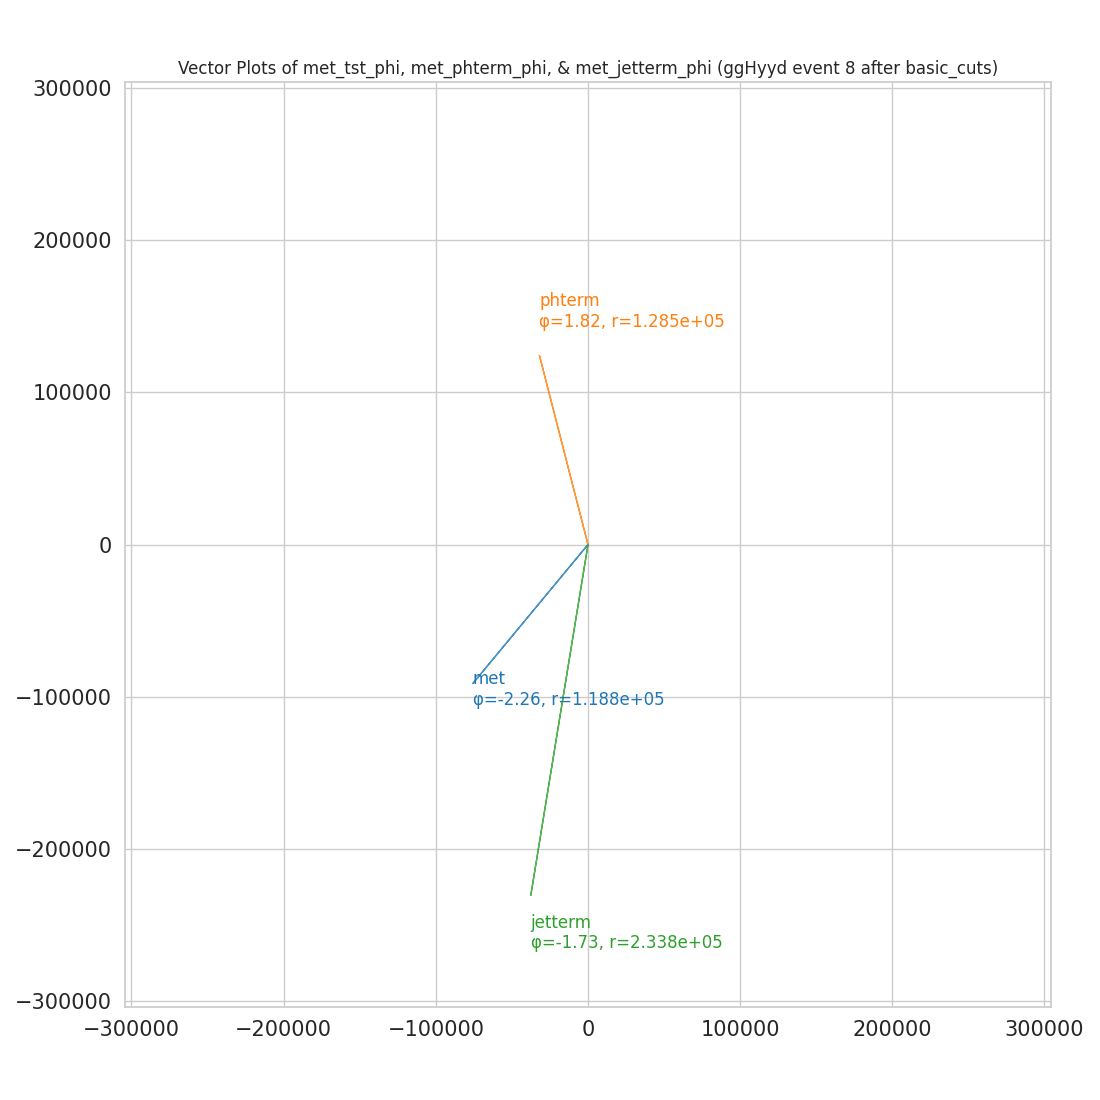 Vector Plots of met_tst_phi, met_phterm_phi, & met_jetterm_phi (ggHyyd event 8 after basic_cuts)
300000
200000
phterm
φ=1.82, r=1.285e+05
100000
0
met
φ=-2.26, r=1.188e+05
−100000
−200000
jetterm
φ=-1.73, r=2.338e+05
−300000
−300000 −200000 −100000 0 100000 200000 300000